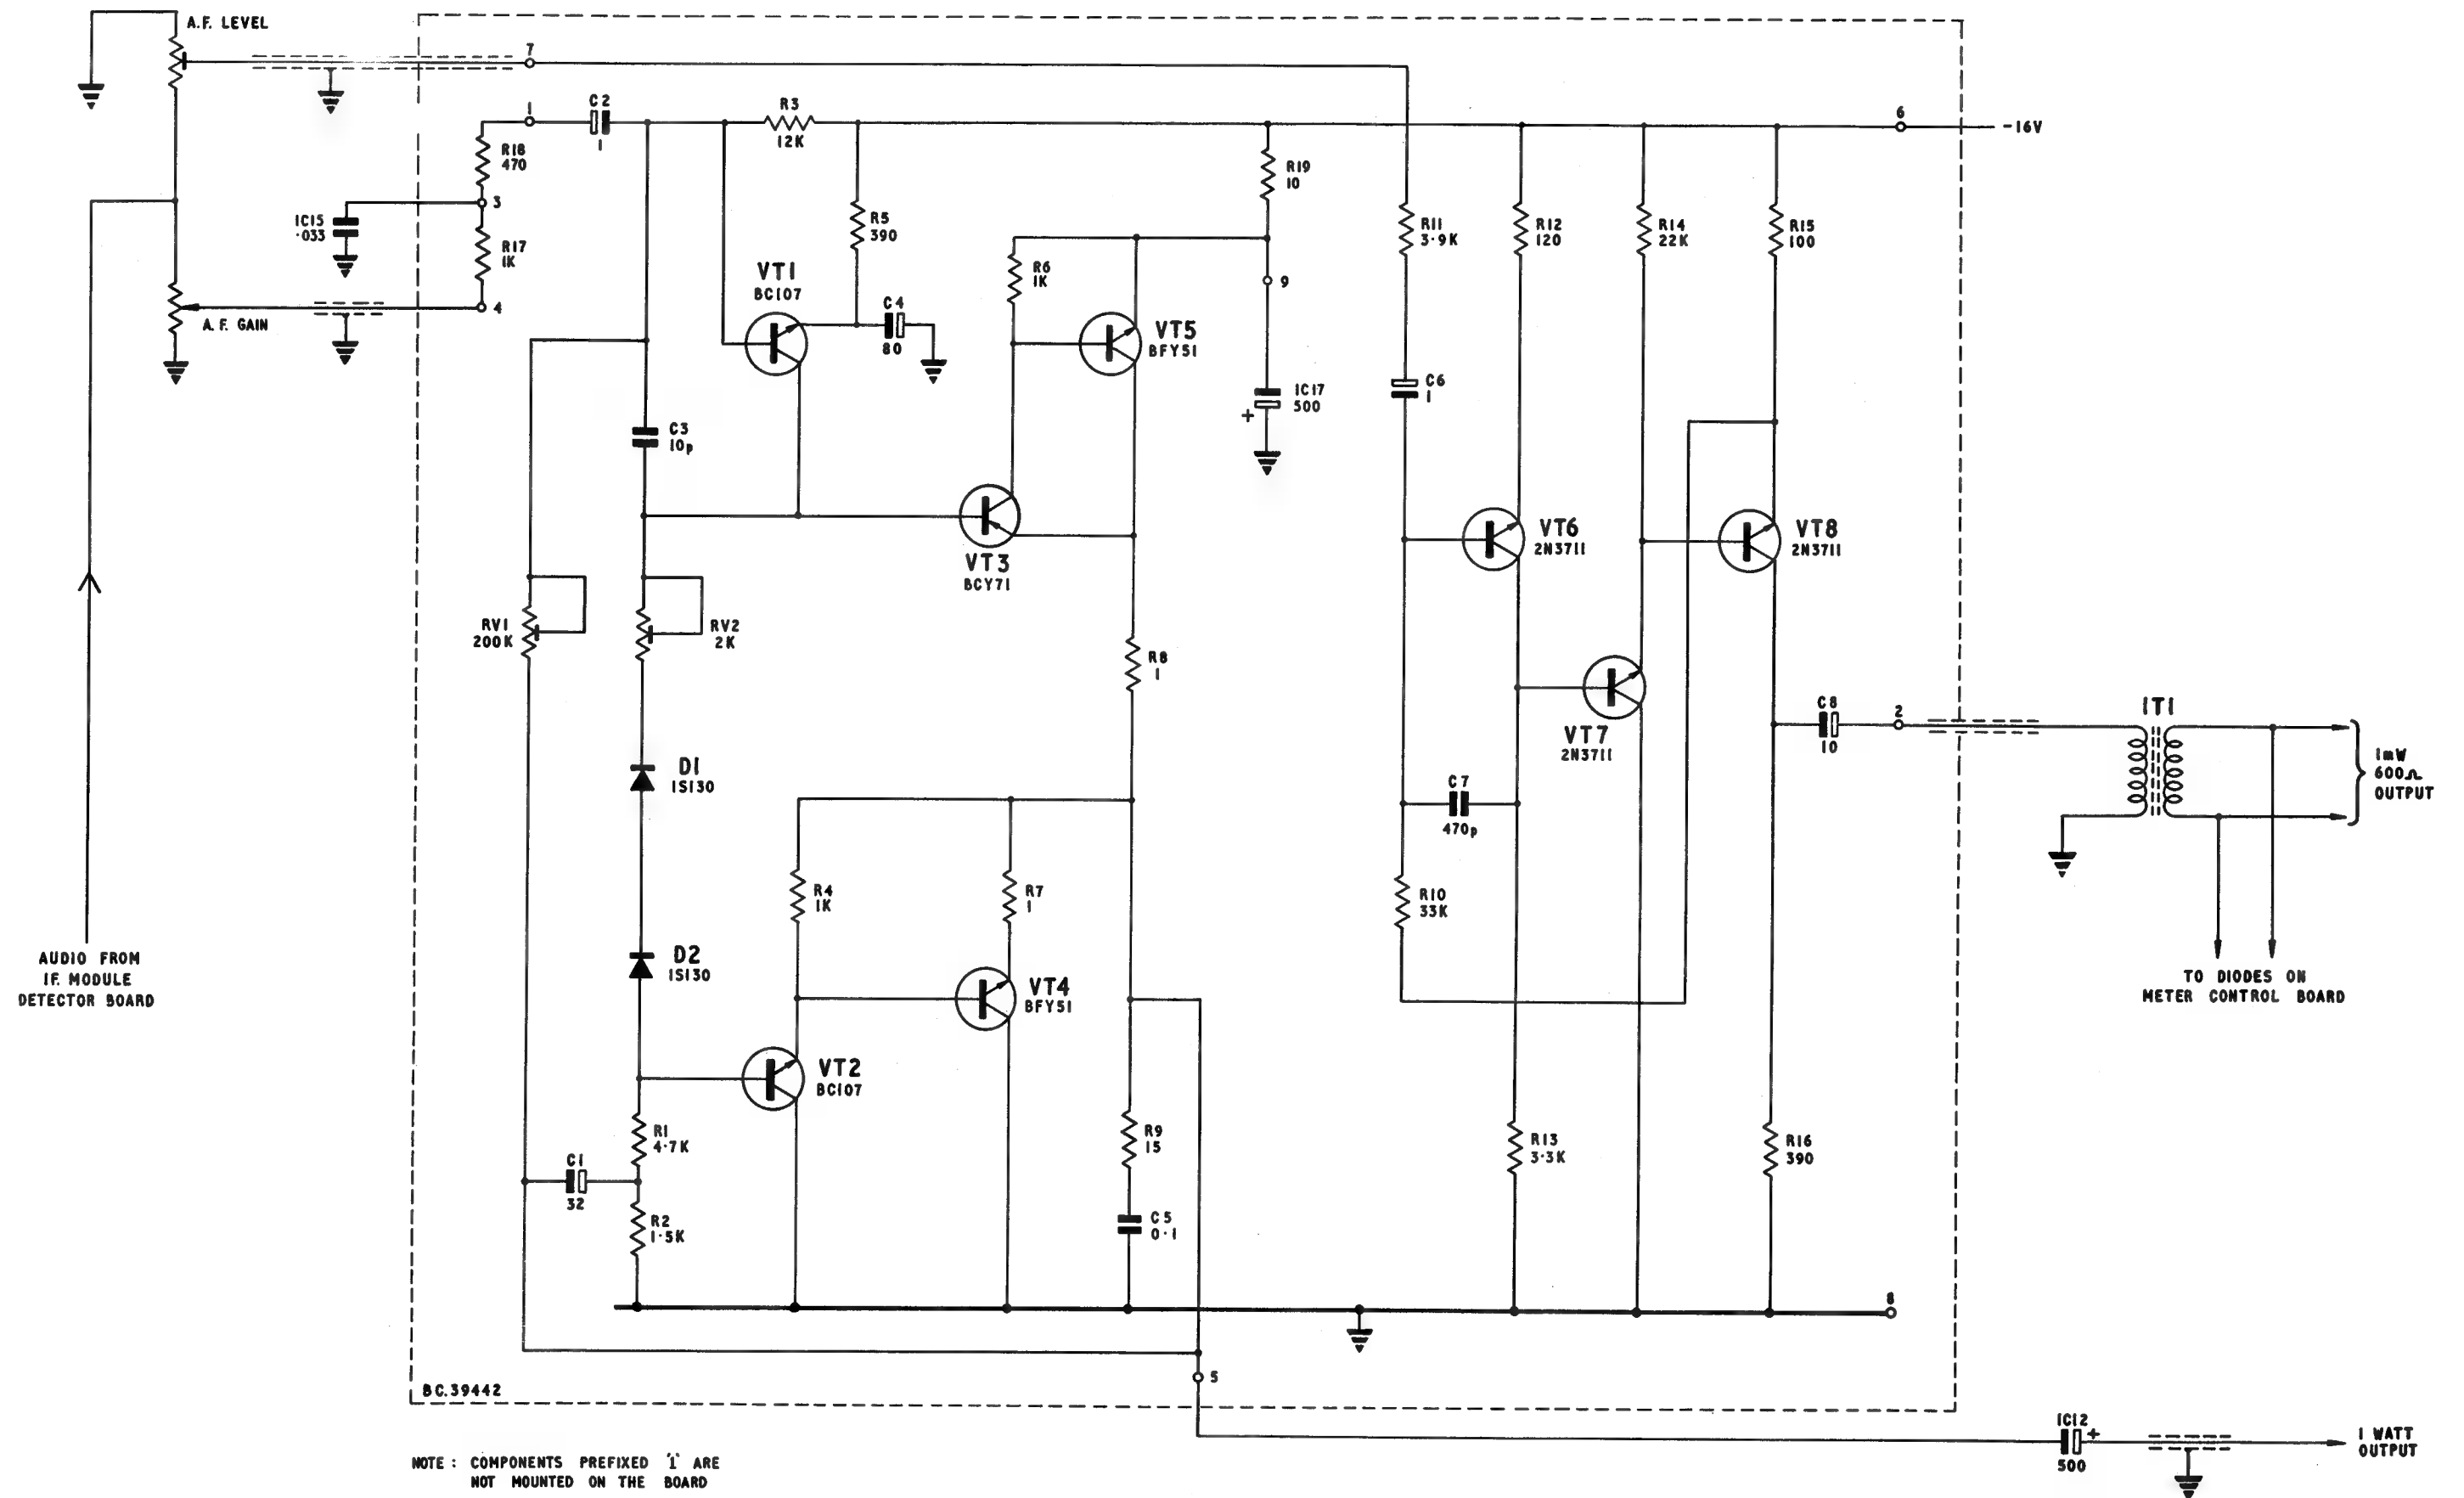 A.F. LEVEL
7
1
C2
1
R3
12K
6
-16V
R18
470
3
1C15
·033
R17
1K
4
A.F. GAIN
R5
390
R19
10
R11
3·9K
R12
120
R14
22K
R15
100
VT1
BC107
R6
1K
9
C4
80
VT5
BFY51
C6
1
1C17
500
+
C3
10p
VT6
2N3711
VT8
2N3711
VT3
BCY71
RV1
200K
RV2
2K
R8
1
VT7
2N3711
C8
10
2
1T1
1mW
600Ω
OUTPUT
D1
1S130
C7
470p
R4
1K
R7
1
R10
33K
AUDIO FROM
I.F. MODULE
DETECTOR BOARD
D2
1S130
VT4
BFY51
TO DIODES ON
METER CONTROL BOARD
VT2
BC107
R1
4·7K
R9
15
R13
3·3K
R16
390
C1
32
R2
1·5K
C5
0·1
8
5
BC.39442
1C12
+
500
1 WATT
OUTPUT
NOTE : COMPONENTS PREFIXED '1' ARE
NOT MOUNTED ON THE BOARD